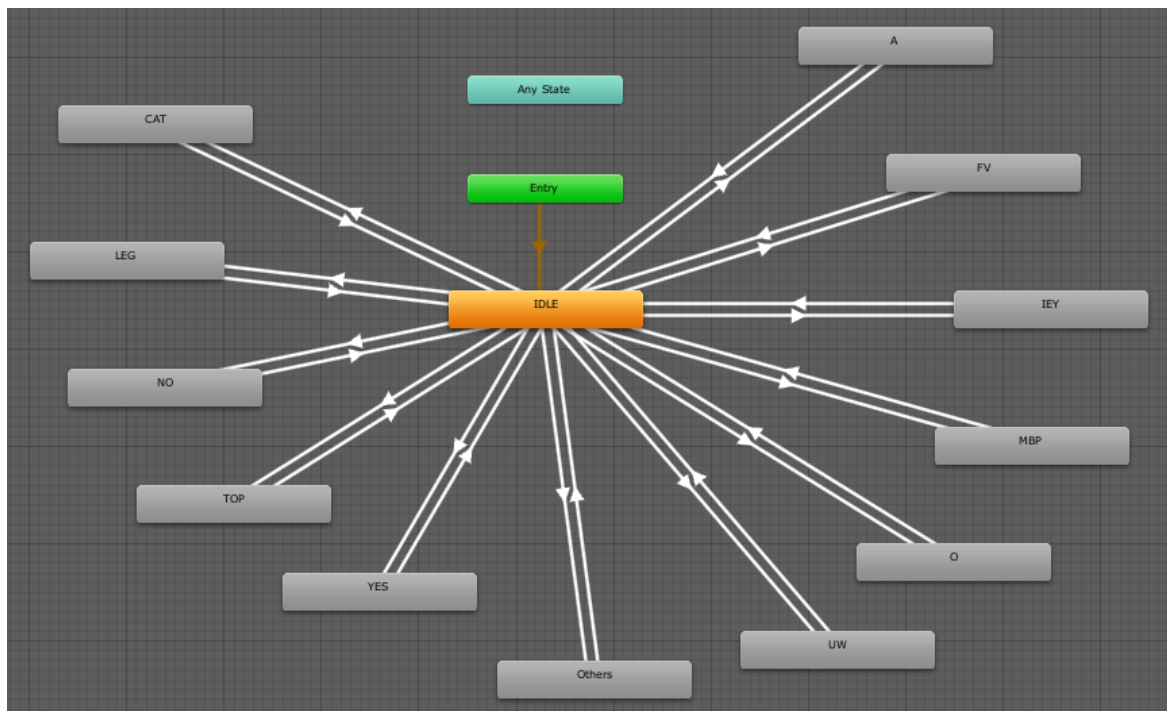 A
Any State
CAT
FV
Entry
LEG
IDLE
IEY
NO
MBP
TOP
O
YES
UW
Others